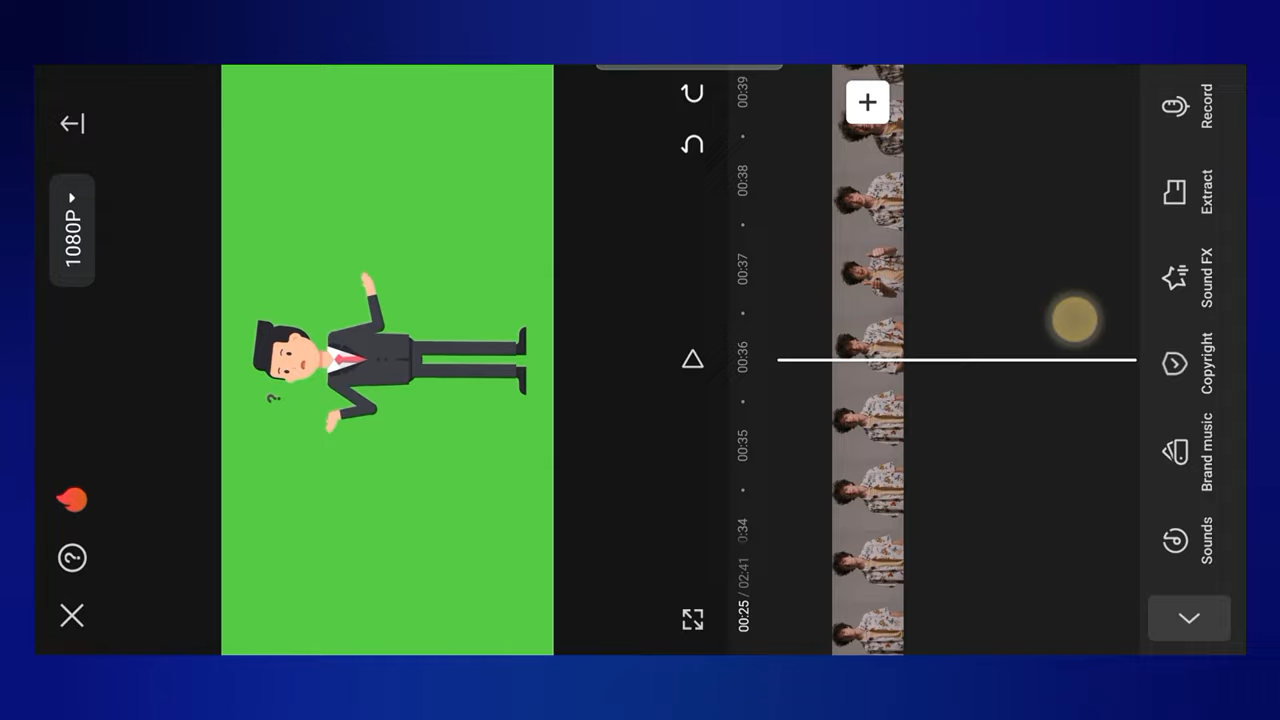 1080P
?
00:25 / 02:41 0:34 00:35 00:36 00:37 00:38 00:39
Sounds Brand music Copyright Sound FX Extract Record